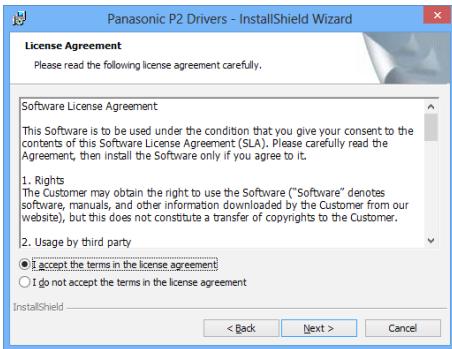 Panasonic P2 Drivers - InstallShield Wizard
License Agreement
Please read the following license agreement carefully.
Software License Agreement
This Software is to be used under the condition that you give your consent to the
contents of this Software License Agreement (SLA). Please carefully read the
Agreement, then install the Software only if you agree to it.
1. Rights
The Customer may obtain the right to use the Software ("Software" denotes
software, manuals, and other information downloaded by the Customer from our
website), but this does not constitute a transfer of copyrights to the Customer.
2. Usage by third party
I accept the terms in the license agreement
I do not accept the terms in the license agreement
InstallShield
< Back Next > Cancel